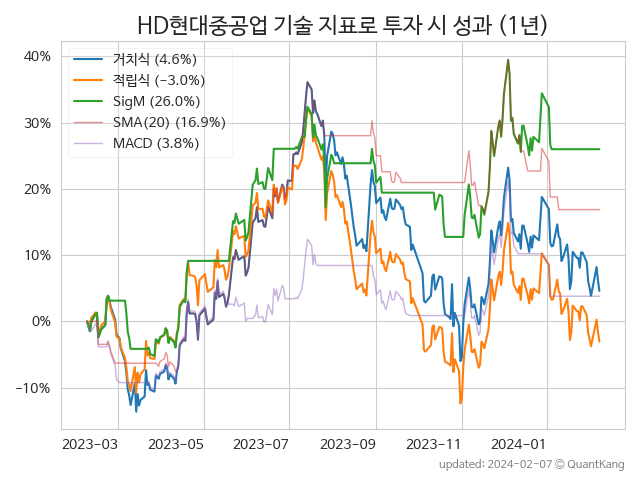 HD현대중공업 기술 지표로 투자 시 성과 (1년)
거치식 (4.6%)
적립식 (−3.0%)
SigM (26.0%)
SMA(20) (16.9%)
MACD (3.8%)
40%
30%
20%
10%
0%
−10%
2023-03 2023-05 2023-07 2023-09 2023-11 2024-01
updated: 2024-02-07 © QuantKang